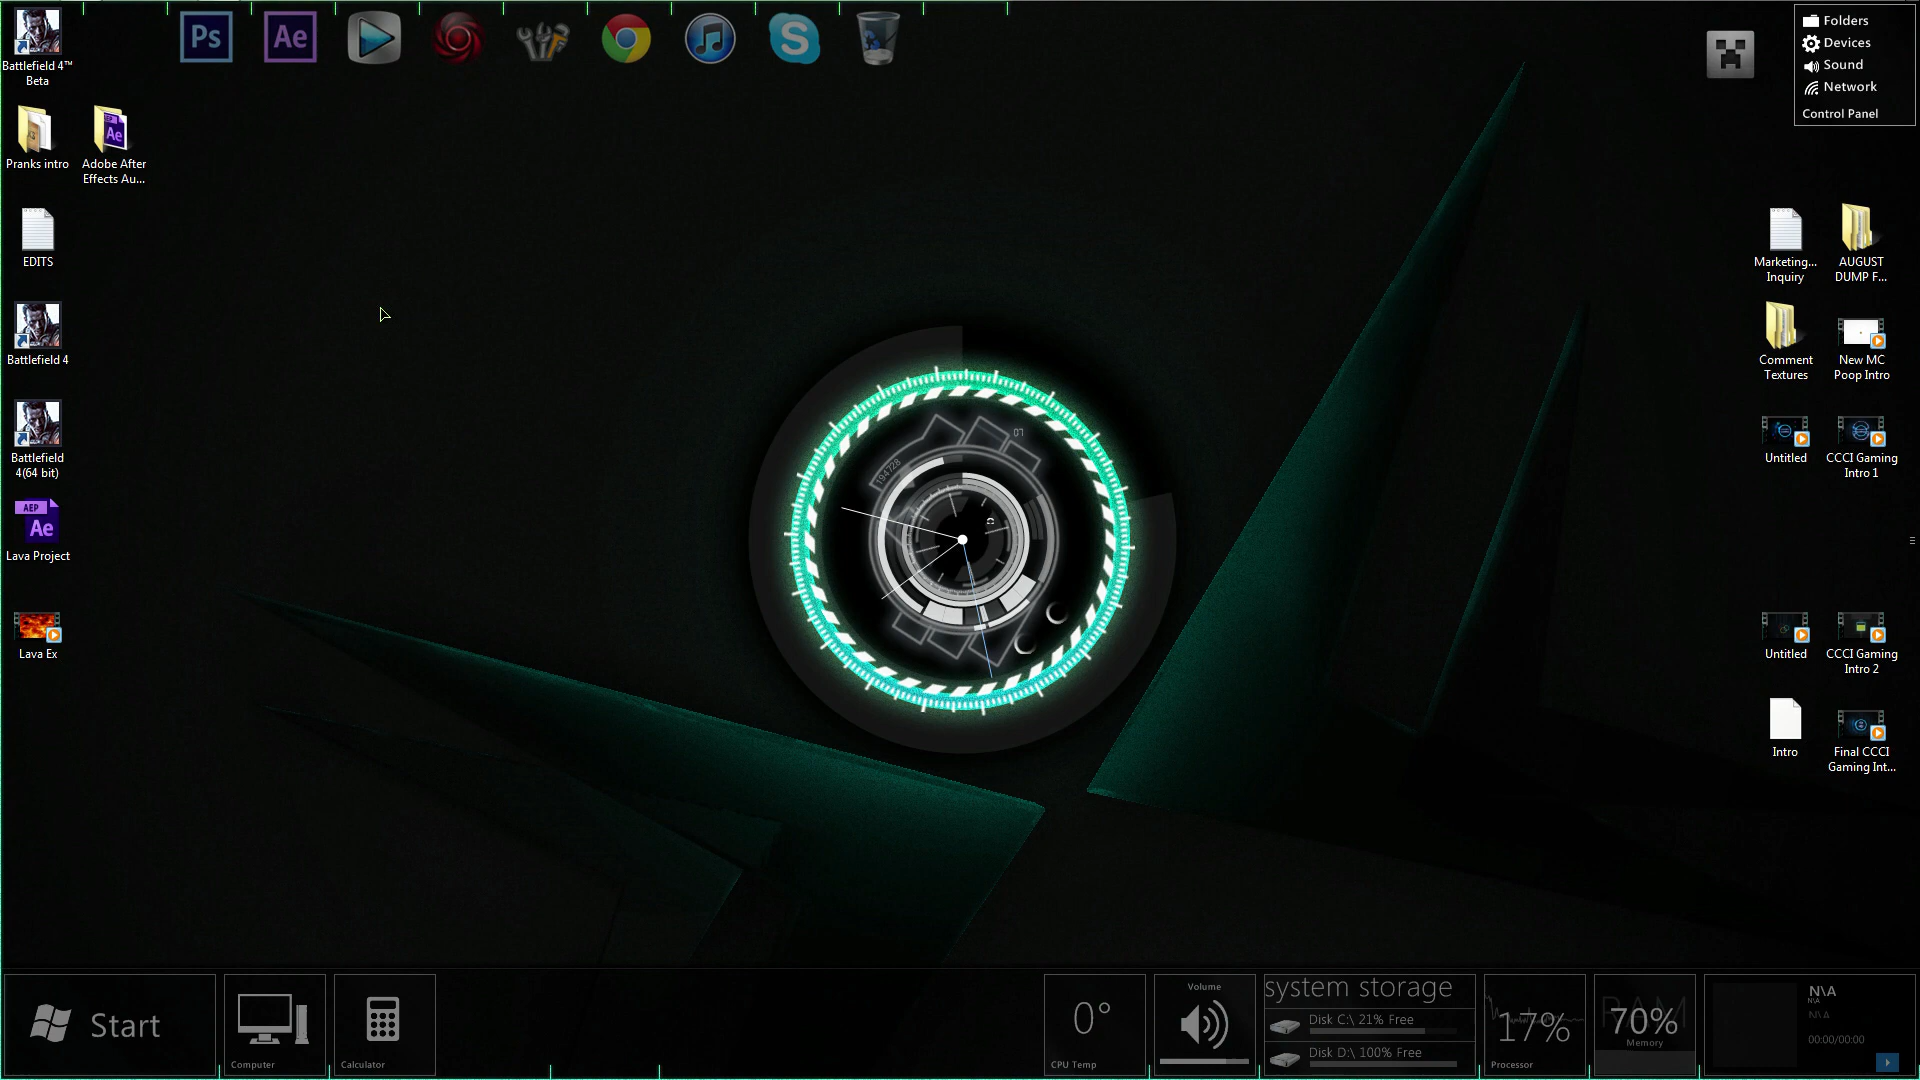 Battlefield 4™
Beta
Ps
Ae
S
Folders
Devices
Sound
Network
Control Panel
Pranks intro
Ae
Adobe After
Effects Au...
EDITS
Marketing...
Inquiry
AUGUST
DUMP F...
Battlefield 4
Comment
Textures
New MC
Poop Intro
Battlefield
4(64 bit)
Untitled
CCCI Gaming
Intro 1
AEP
Ae
Lava Project
194728
Lava Ex
Untitled
CCCI Gaming
Intro 2
Intro
Final CCCI
Gaming Int...
Start
Computer
Calculator
0°
CPU Temp
Volume
system storage
Disk C:\ 21% Free
Disk D:\ 100% Free
17%
Processor
RAM
70%
Memory
N\A
N\A
N\A
00:00/00:00